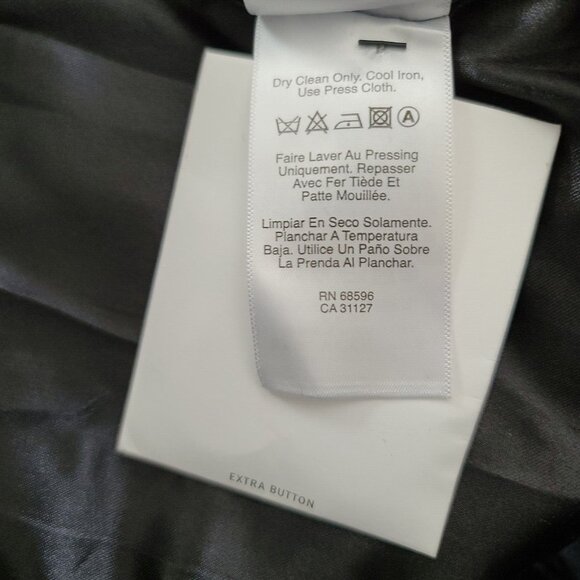 Dry Clean Only. Cool Iron,
Use Press Cloth.
A
Faire Laver Au Pressing
Uniquement. Repasser
Avec Fer Tiède Et
Patte Mouillée.
Limpiar En Seco Solamente.
Planchar A Temperatura
Baja. Utilice Un Paño Sobre
La Prenda Al Planchar.
RN 68596
CA 31127
EXTRA BUTTON